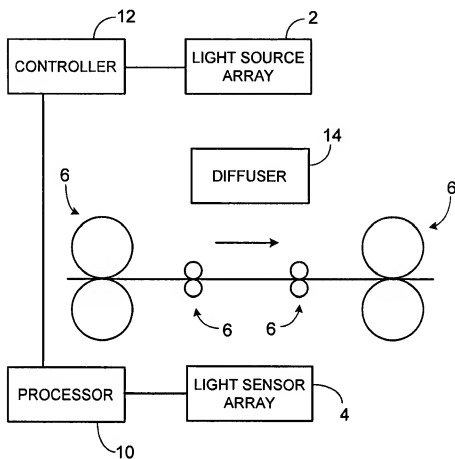 12
2
CONTROLLER
LIGHT SOURCE
ARRAY
14
DIFFUSER
6
6
6
6
PROCESSOR
LIGHT SENSOR
ARRAY
10
4